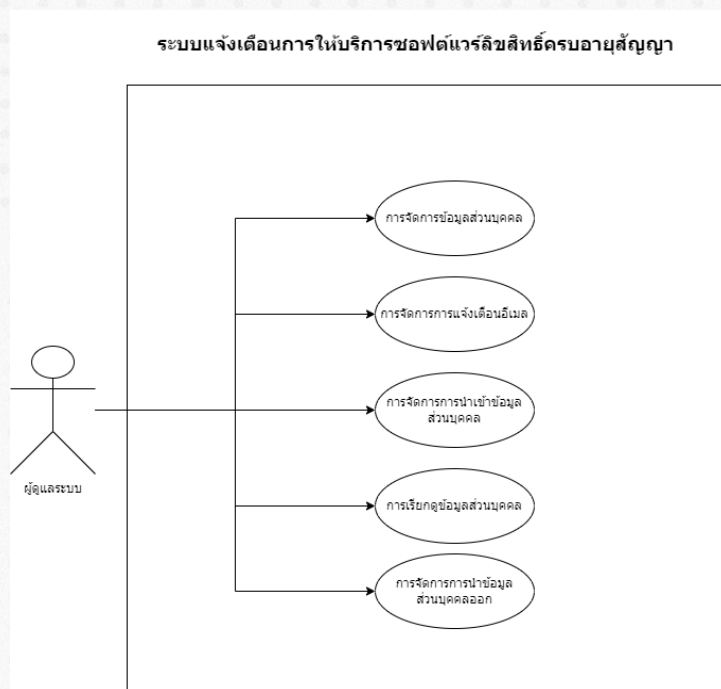 ระบบแจ้งเตือนการให้บริการซอฟต์แวร์ลิขสิทธิ์ครบอายุสัญญา
การจัดการข้อมูลส่วนบุคคล
การจัดการการแจ้งเตือนอีเมล
การจัดการการนำเข้าข้อมูล
ส่วนบุคคล
ผู้ดูแลระบบ
การเรียกดูข้อมูลส่วนบุคคล
การจัดการการนำข้อมูล
ส่วนบุคคลออก